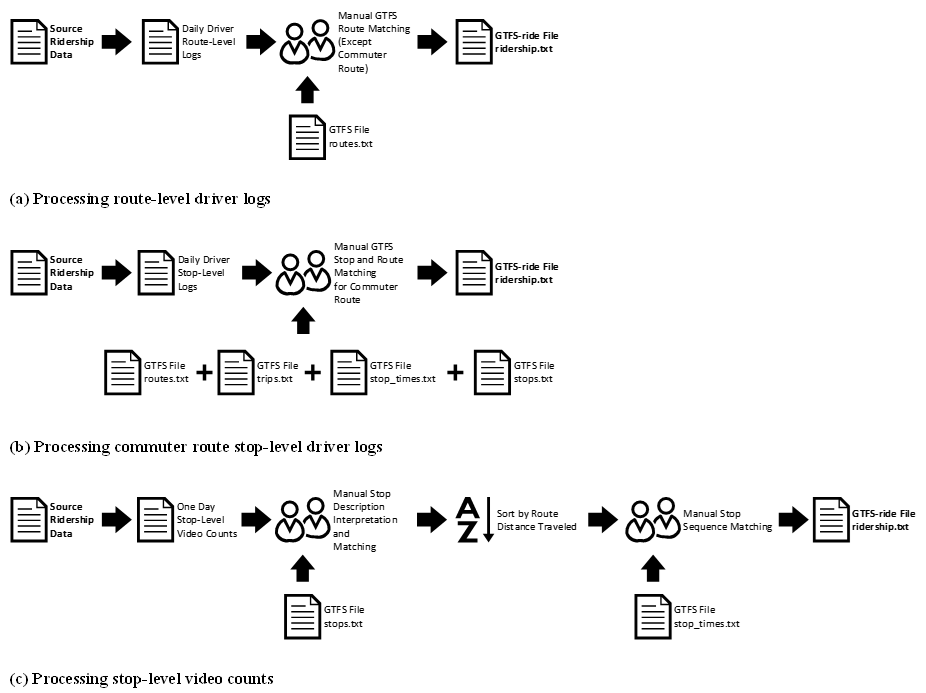 Source
Ridership
Data
Daily Driver
Route-Level
Logs
Manual GTFS
Route Matching
(Except
Commuter
Route)
GTFS-ride File
ridership.txt
GTFS File
routes.txt
(a) Processing route-level driver logs
Source
Ridership
Data
Daily Driver
Stop-Level
Logs
Manual GTFS
Stop and Route
Matching
for Commuter
Route
GTFS-ride File
ridership.txt
GTFS File
routes.txt
+
GTFS File
trips.txt
+
GTFS File
stop_times.txt
+
GTFS File
stops.txt
(b) Processing commuter route stop-level driver logs
Source
Ridership
Data
One Day
Stop-Level
Video Counts
Manual Stop
Description
Interpretation
and
Matching
A
Z
Sort by Route
Distance Traveled
Manual Stop
Sequence Matching
GTFS-ride File
ridership.txt
GTFS File
stops.txt
GTFS File
stop_times.txt
(c) Processing stop-level video counts